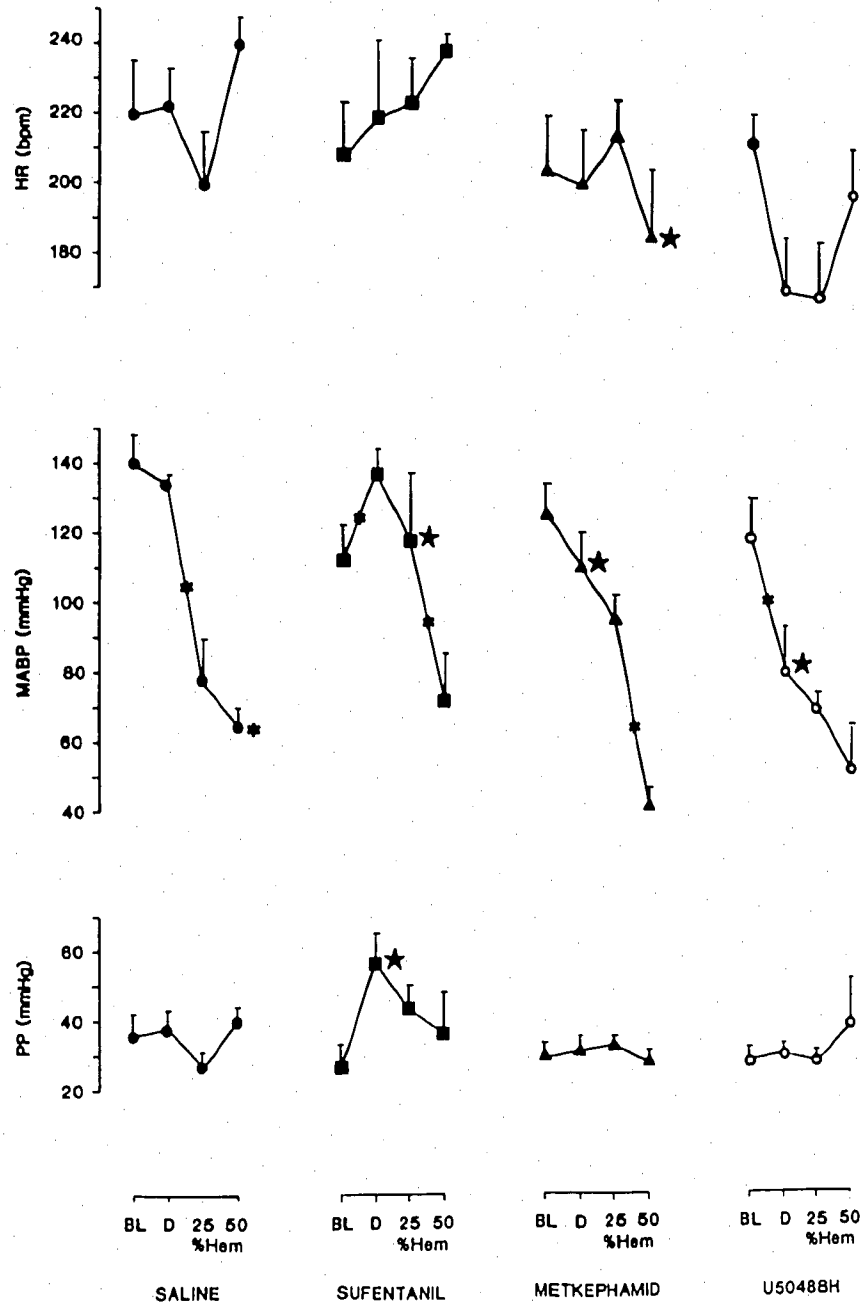 HR (bpm)
240
220
200
180
MABP (mmHg)
140
120
100
80
60
40
PP (mmHg)
60
40
20
BL D 25 50
%Hem
SALINE
BL D 25 50
%Hem
SUFENTANIL
BL D 25 50
%Hem
METKEPHAMID
BL D 25 50
%Hem
U50488H